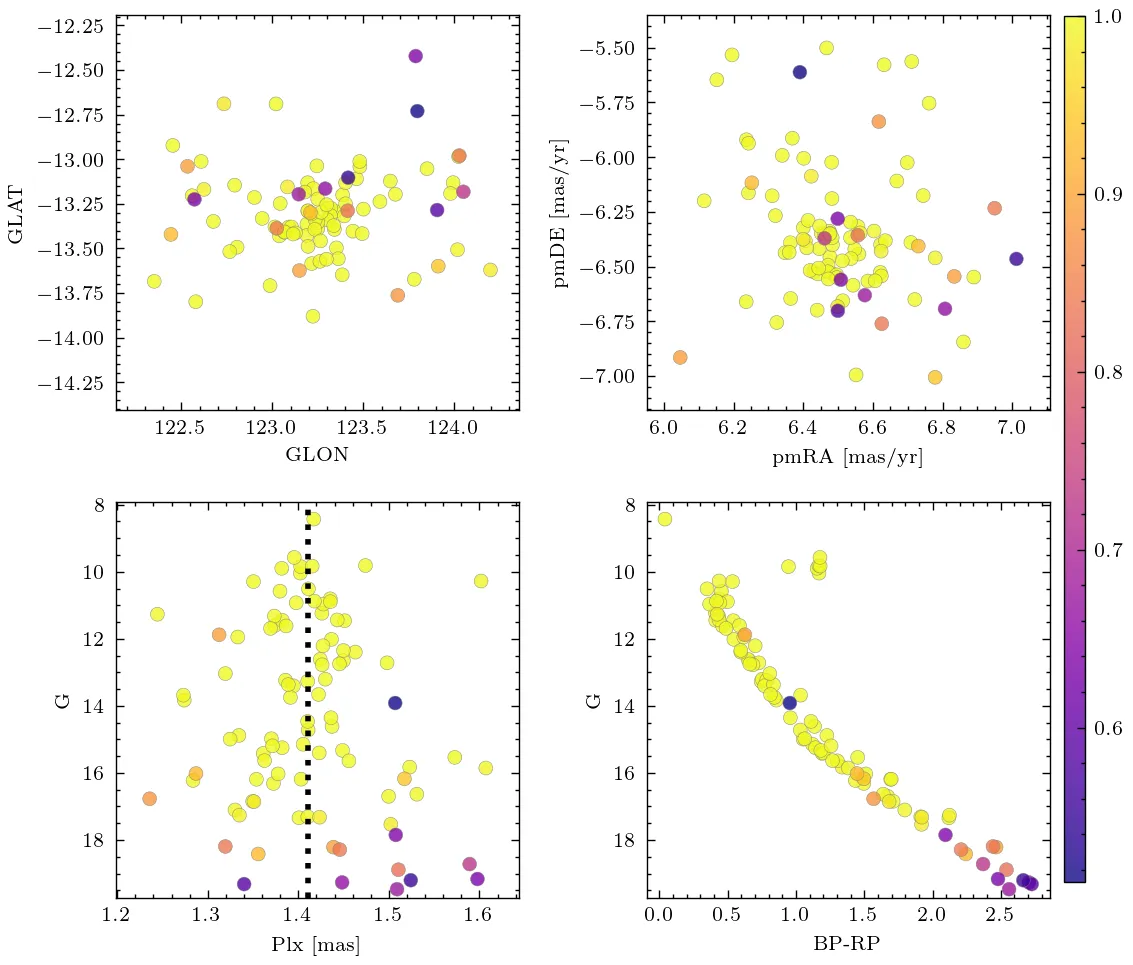 −12.25
−12.50
−12.75
−13.00
−13.25
−13.50
−13.75
−14.00
−14.25
GLAT
122.5 123.0 123.5 124.0
GLON
−5.50
−5.75
−6.00
−6.25
−6.50
−6.75
−7.00
pmDE [mas/yr]
6.0 6.2 6.4 6.6 6.8 7.0
pmRA [mas/yr]
1.0
0.9
0.8
0.7
0.6
8
10
12
14
16
18
G
1.2 1.3 1.4 1.5 1.6
Plx [mas]
8
10
12
14
16
18
G
0.0 0.5 1.0 1.5 2.0 2.5
BP-RP